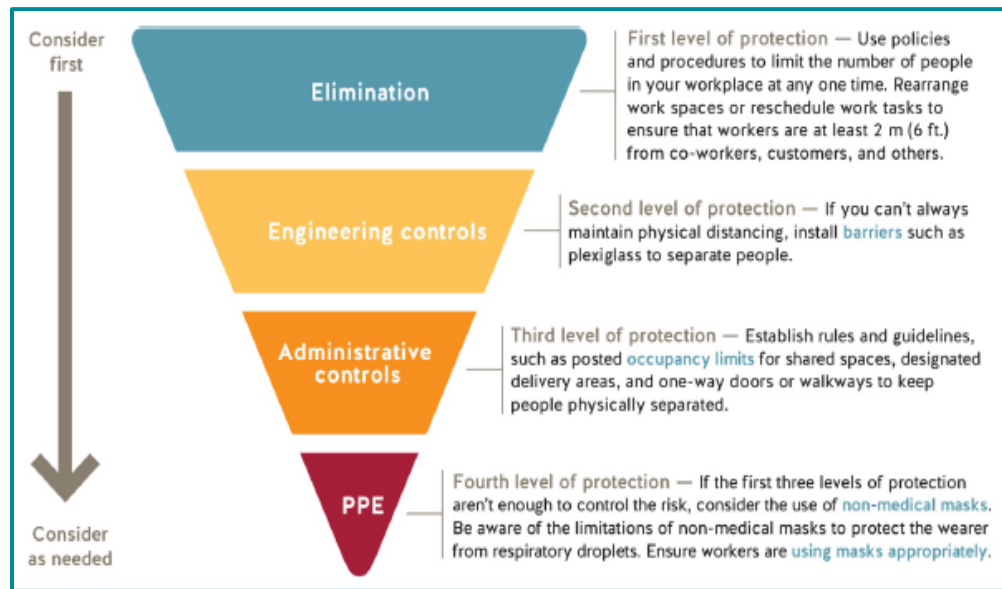 Consider
first
Elimination
First level of protection — Use policies
and procedures to limit the number of people
in your workplace at any one time. Rearrange
work spaces or reschedule work tasks to
ensure that workers are at least 2 m (6 ft.)
from co-workers, customers, and others.
Engineering controls
Second level of protection — If you can't always
maintain physical distancing, install barriers such as
plexiglass to separate people.
Administrative
controls
Third level of protection — Establish rules and guidelines,
such as posted occupancy limits for shared spaces, designated
delivery areas, and one-way doors or walkways to keep
people physically separated.
PPE
Fourth level of protection — If the first three levels of protection
aren't enough to control the risk, consider the use of non-medical masks.
Be aware of the limitations of non-medical masks to protect the wearer
from respiratory droplets. Ensure workers are using masks appropriately.
Consider
as needed